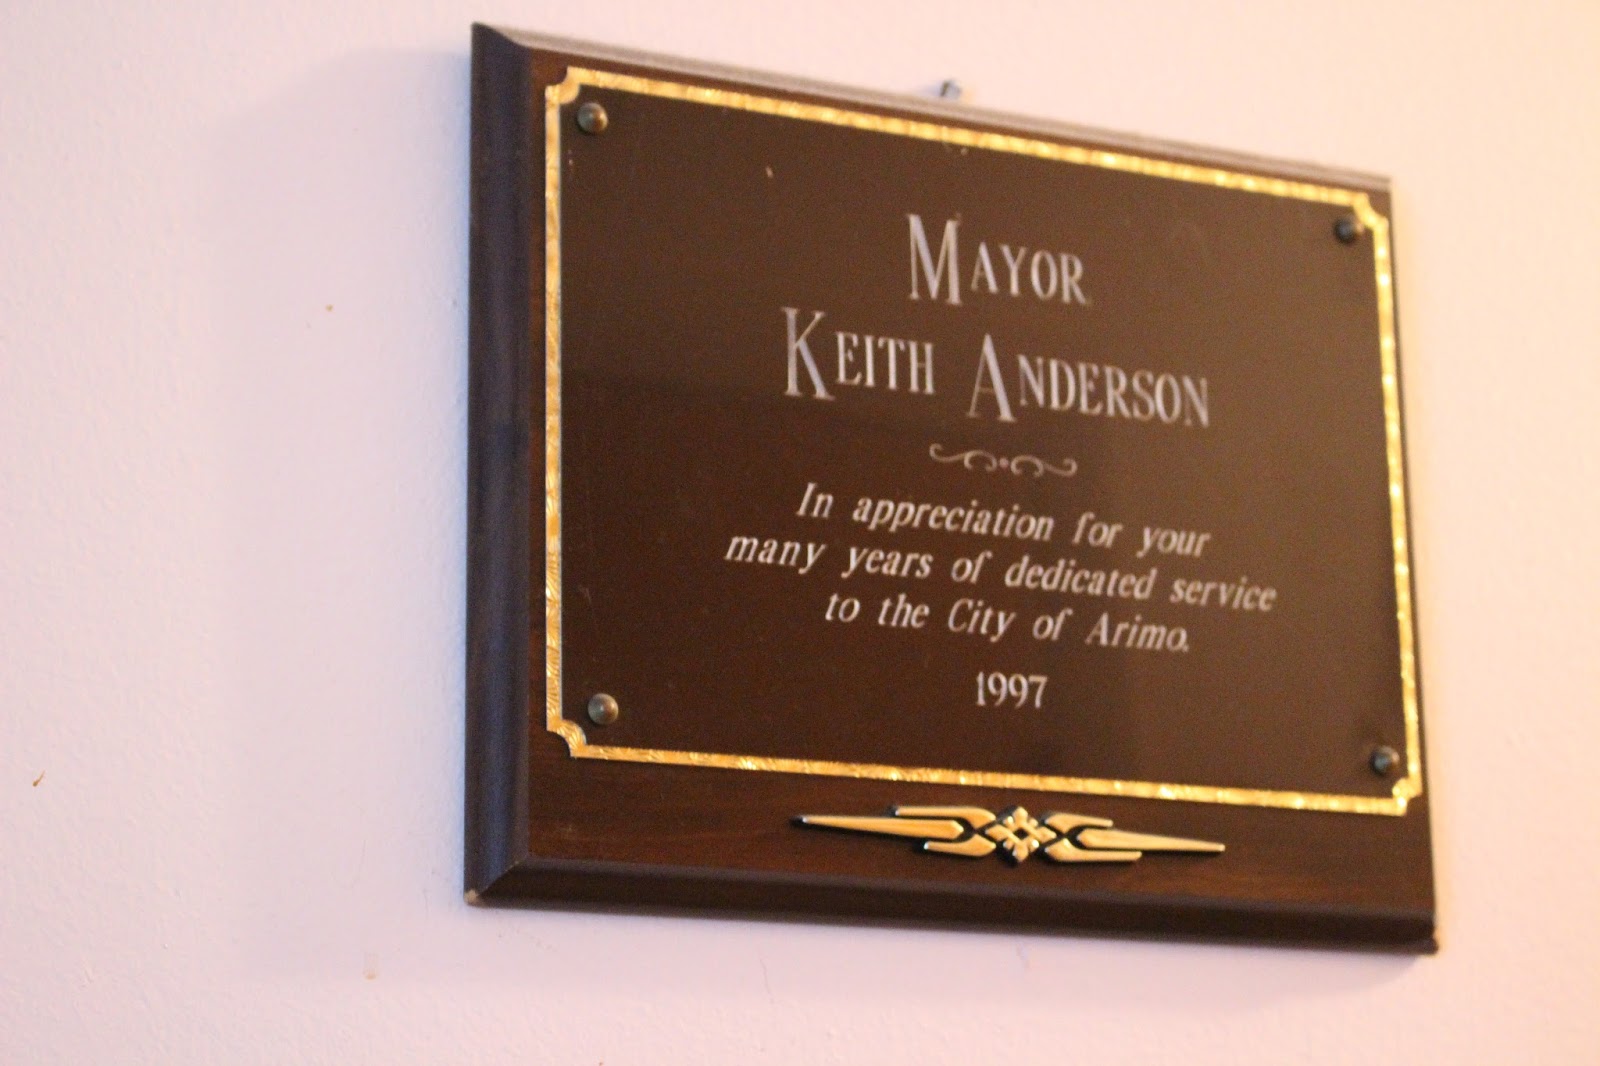 MAYOR
KEITH ANDERSON
In appreciation for your
many years of dedicated service
to the City of Arimo.
1997